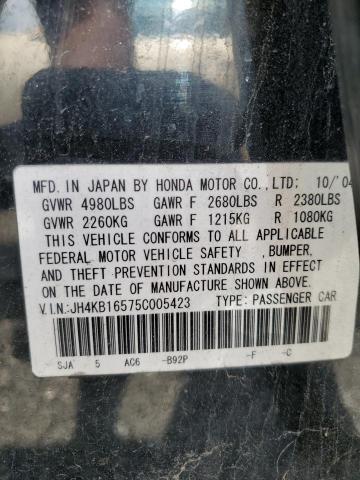 MFD. IN JAPAN BY HONDA MOTOR CO., LTD; 10/'04
GVWR 4980LBS GAWR F 2680LBS R 2380LBS
GVWR 2260KG GAWR F 1215KG R 1080KG
THIS VEHICLE CONFORMS TO ALL APPLICABLE
FEDERAL MOTOR VEHICLE SAFETY, BUMPER,
AND THEFT PREVENTION STANDARDS IN EFFECT
ON THE DATE OF MANUFACTURE SHOWN ABOVE.
V.I.N:JH4KB16575C005423 TYPE: PASSENGER CAR
SJA 5 AC6 -B92P -F -C